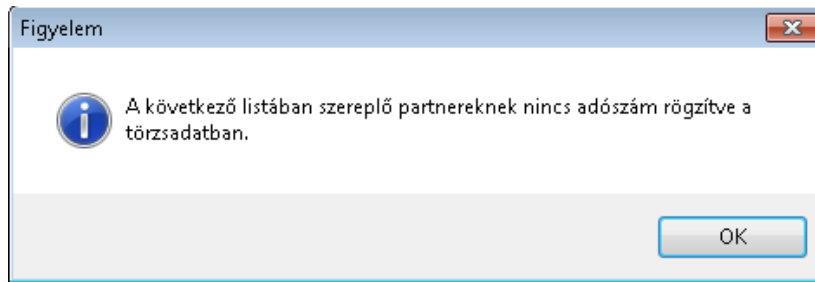 Figyelem
A következő listában szereplő partnereknek nincs adószám rögzítve a
törzsadatban.
OK